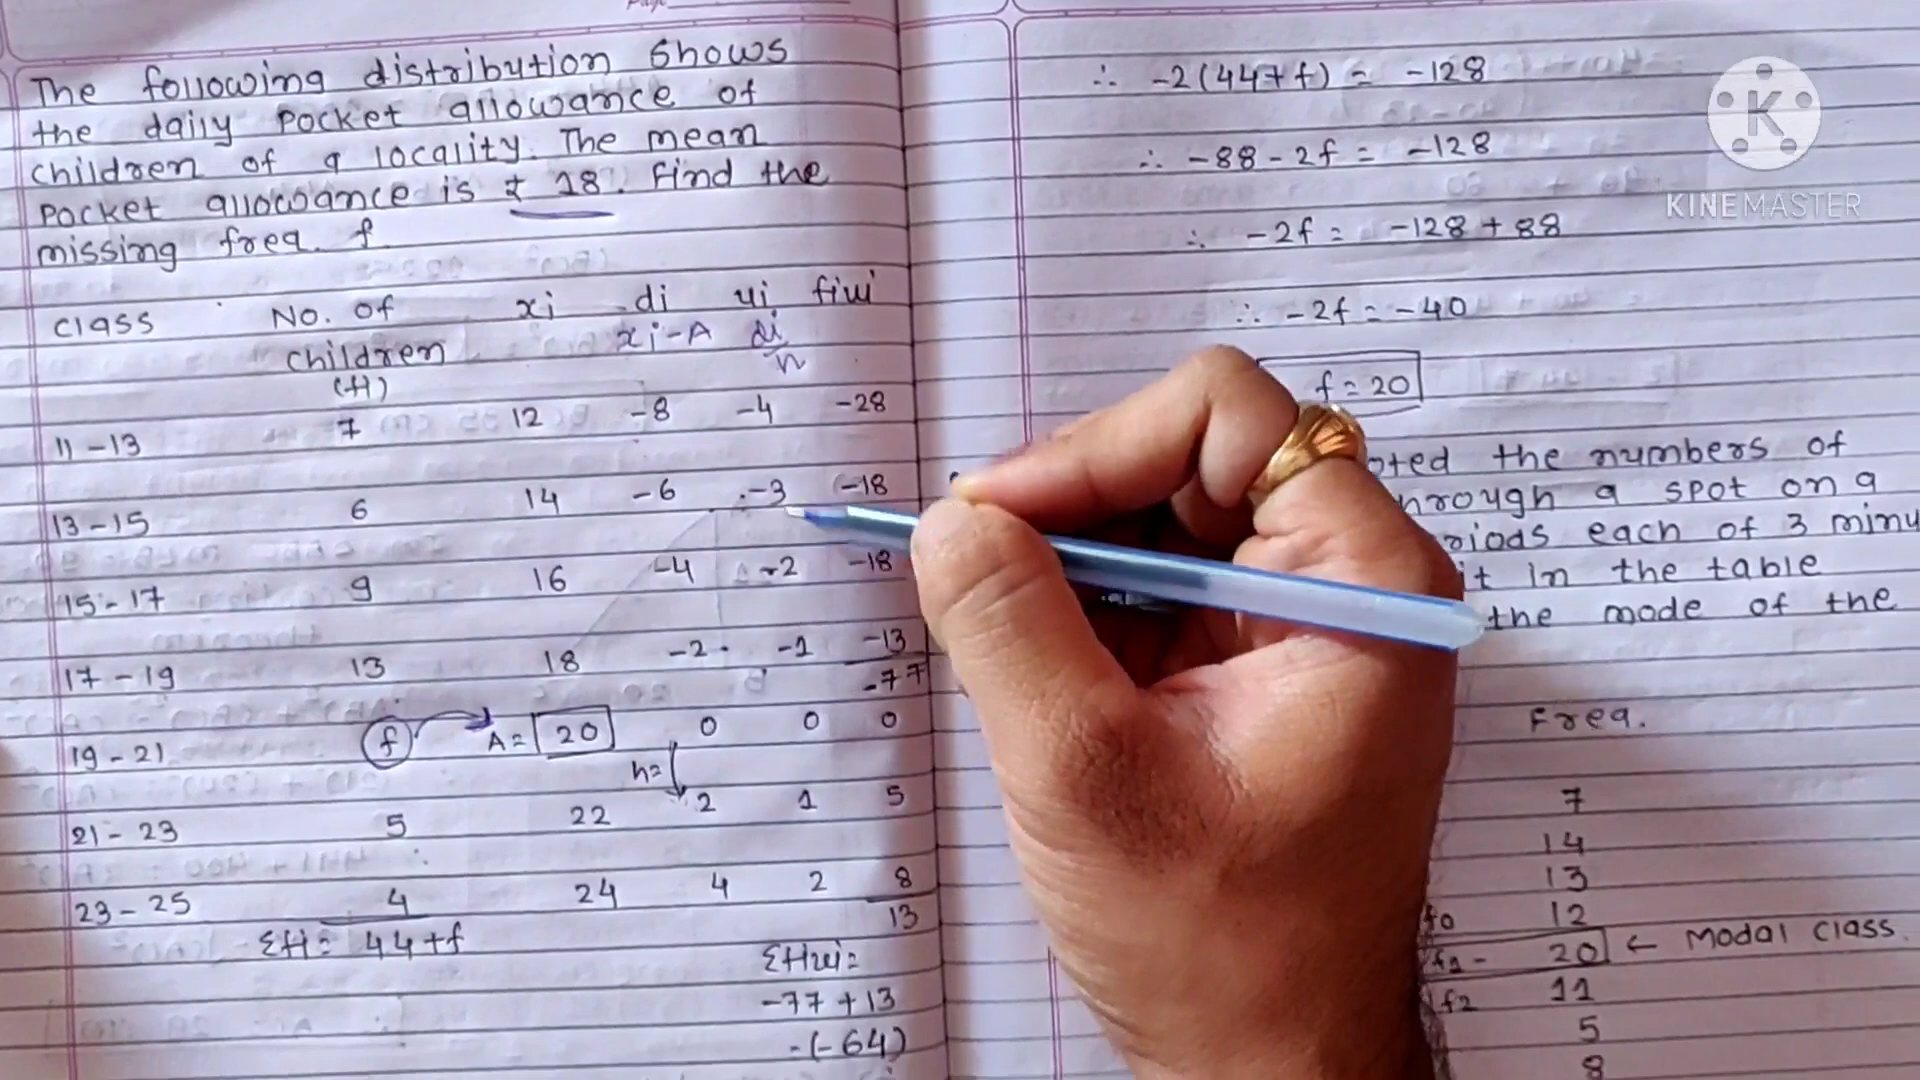 The following distribution shows
the daily pocket allowance of
children of a locality. The mean
pocket allowance is ₹ 18. Find the
missing freq. f.
class No. of xi di ui fiui
children xi-A di/h
(fi)
11-13 7 12 -8 -4 -28
13-15 6 14 -6 -3 -18
15-17 9 16 -4 -2 -18
17-19 13 18 -2 -1 -13
-77
19-21 f A= 20 0 0 0
h=
21-23 5 22 2 1 5
23-25 4 24 4 2 8
Σfi= 44+f 13
Σfiui=
-77+13
-(-64)
∴ -2(44+f) = -128
∴ -88-2f = -128
∴ -2f = -128+88
∴ -2f = -40
f=20
oted the numbers of
hrough a spot on a
riods each of 3 minu
it in the table
the mode of the
Freq.
7
14
13
f0 12
f1- 20 ← Modal class.
f2 11
5
8
K
KINEMASTER